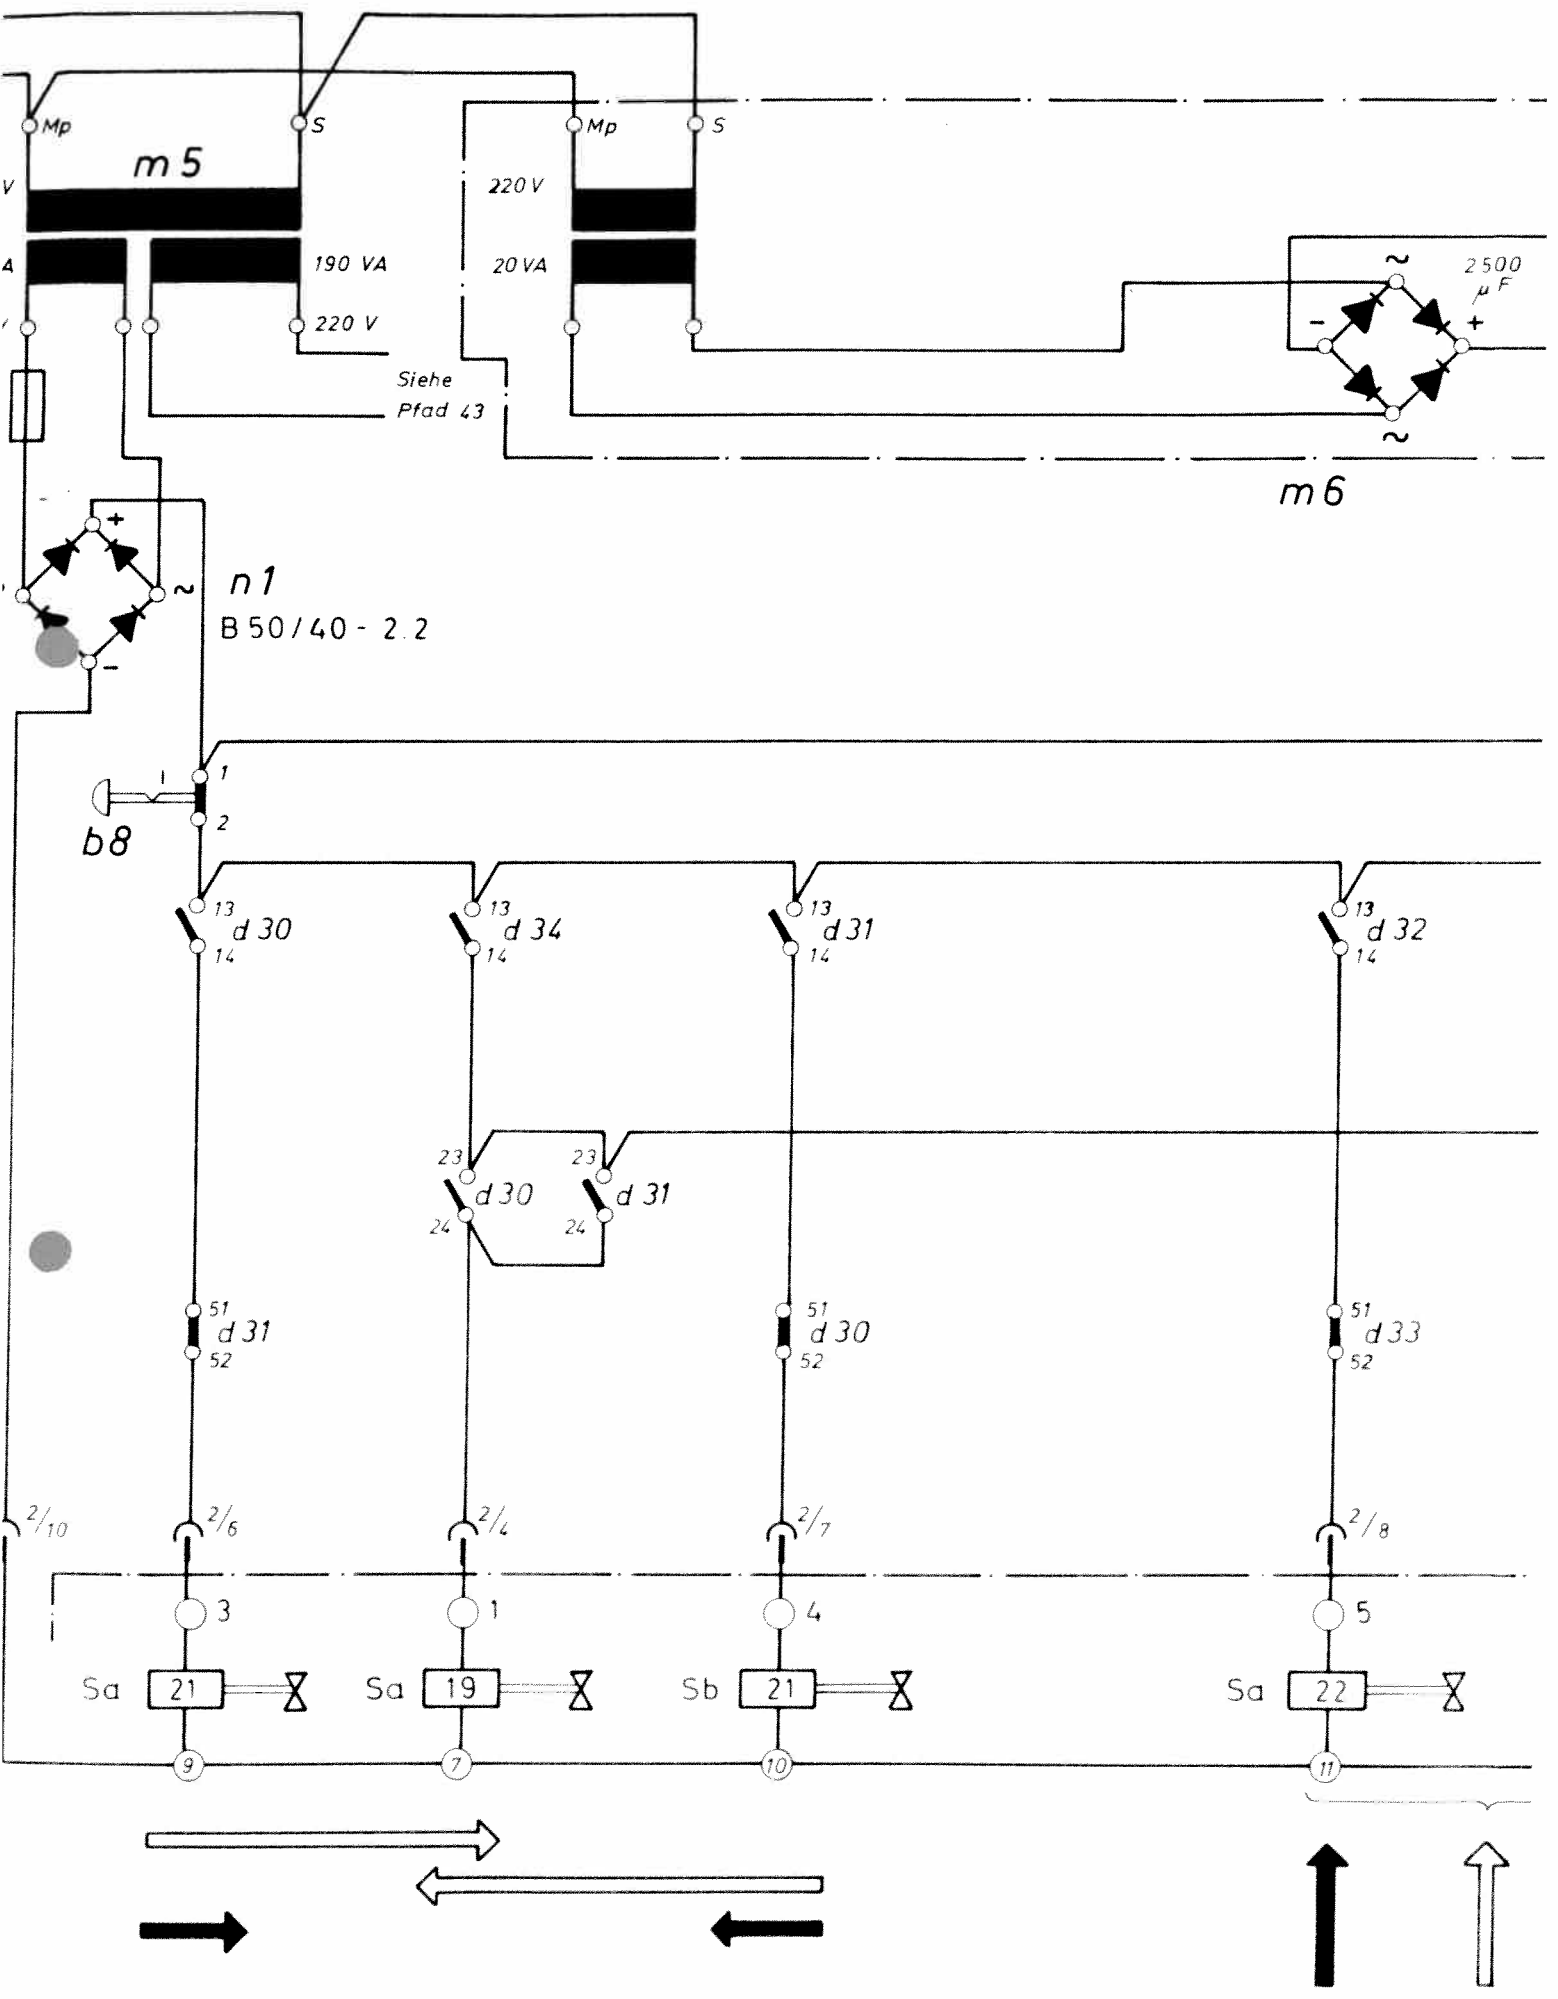 Mp
S
Mp
S
m 5
V
220 V
A
190 VA
20 VA
2500
µF
~
220 V
-
+
Siehe
Pfad 43
~
m 6
+
~
n 1
B 50/40 - 2.2
-
1
2
b8
13
d 30
14
13
d 34
14
13
d 31
14
13
d 32
14
23
d 30
24
23
d 31
24
51
d 31
52
51
d 30
52
51
d 33
52
2/10
2/6
2/4
2/7
2/8
3
1
4
5
Sa 21
Sa 19
Sb 21
Sa 22
9
7
10
11